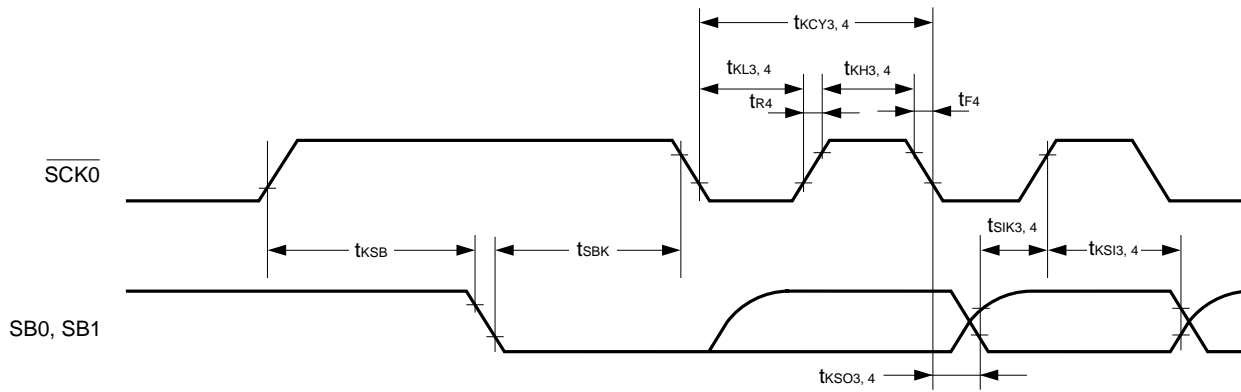 tKCY3, 4
tKL3, 4
tKH3, 4
tR4
tF4
SCK0
tSIK3, 4
tKSB
tSBK
tKSI3, 4
SB0, SB1
tKSO3, 4